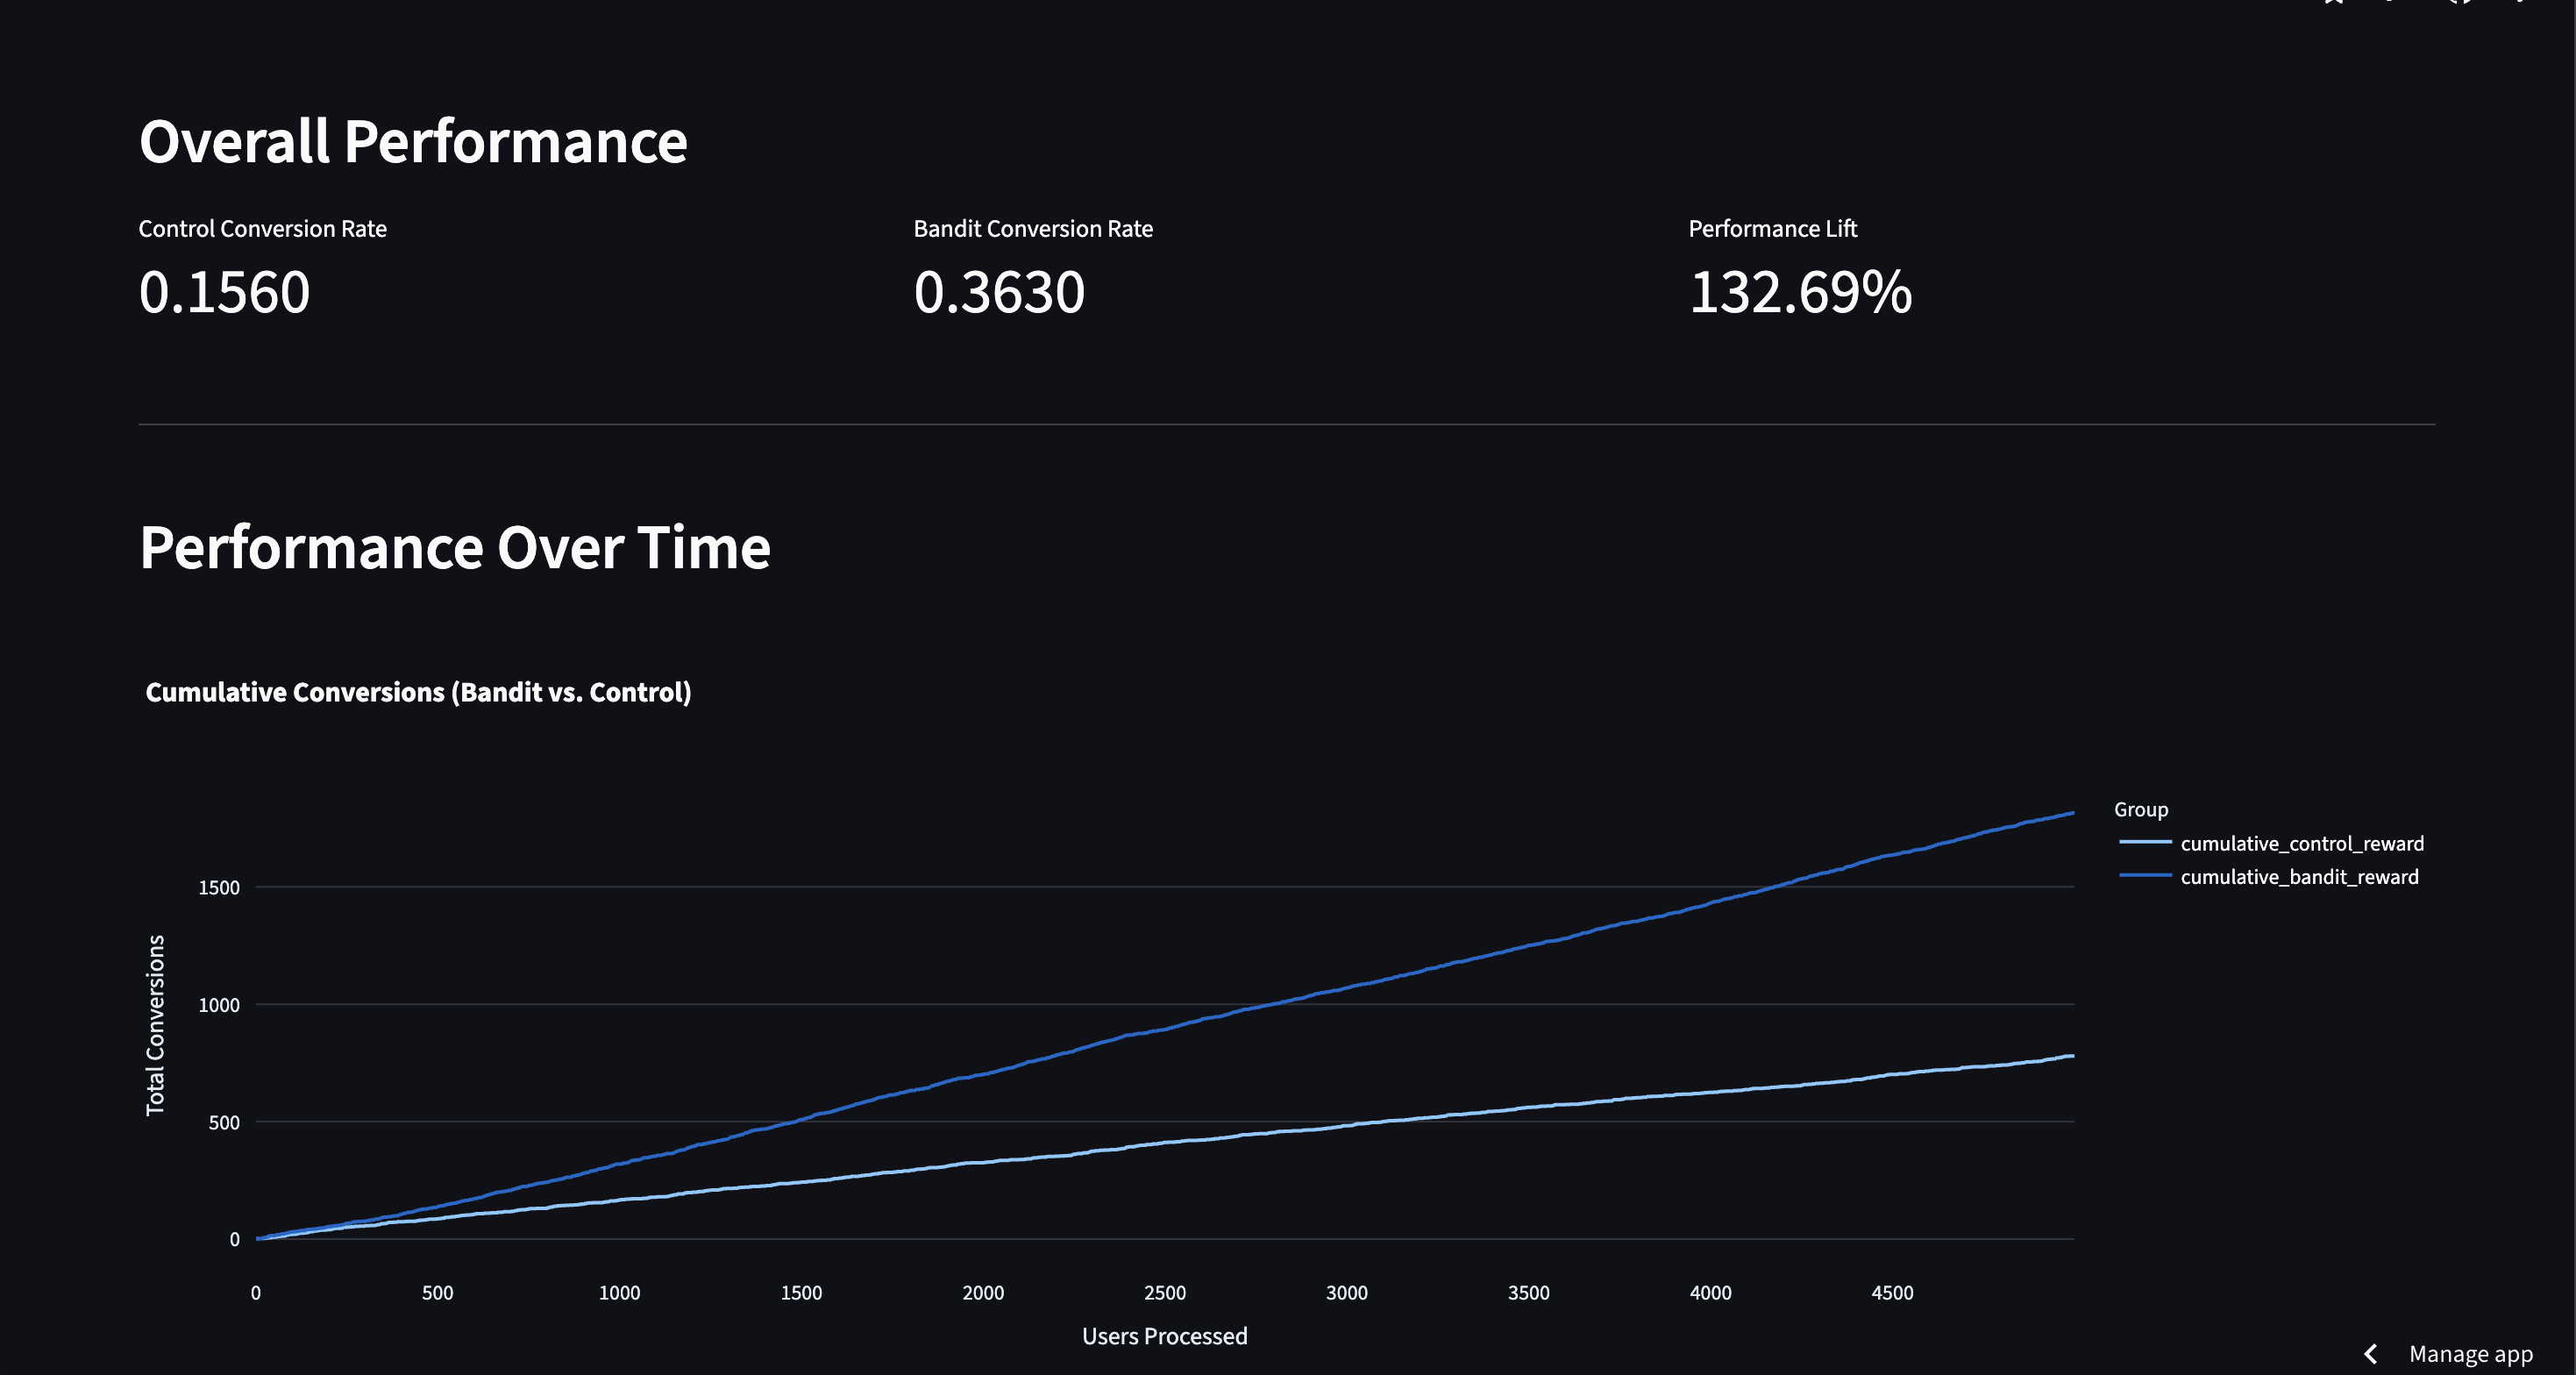 Overall Performance
Control Conversion Rate
0.1560
Bandit Conversion Rate
0.3630
Performance Lift
132.69%
Performance Over Time
Cumulative Conversions (Bandit vs. Control)
Group
cumulative_control_reward
cumulative_bandit_reward
Total Conversions
1500
1000
500
0
0 500 1000 1500 2000 2500 3000 3500 4000 4500
Users Processed
Manage app